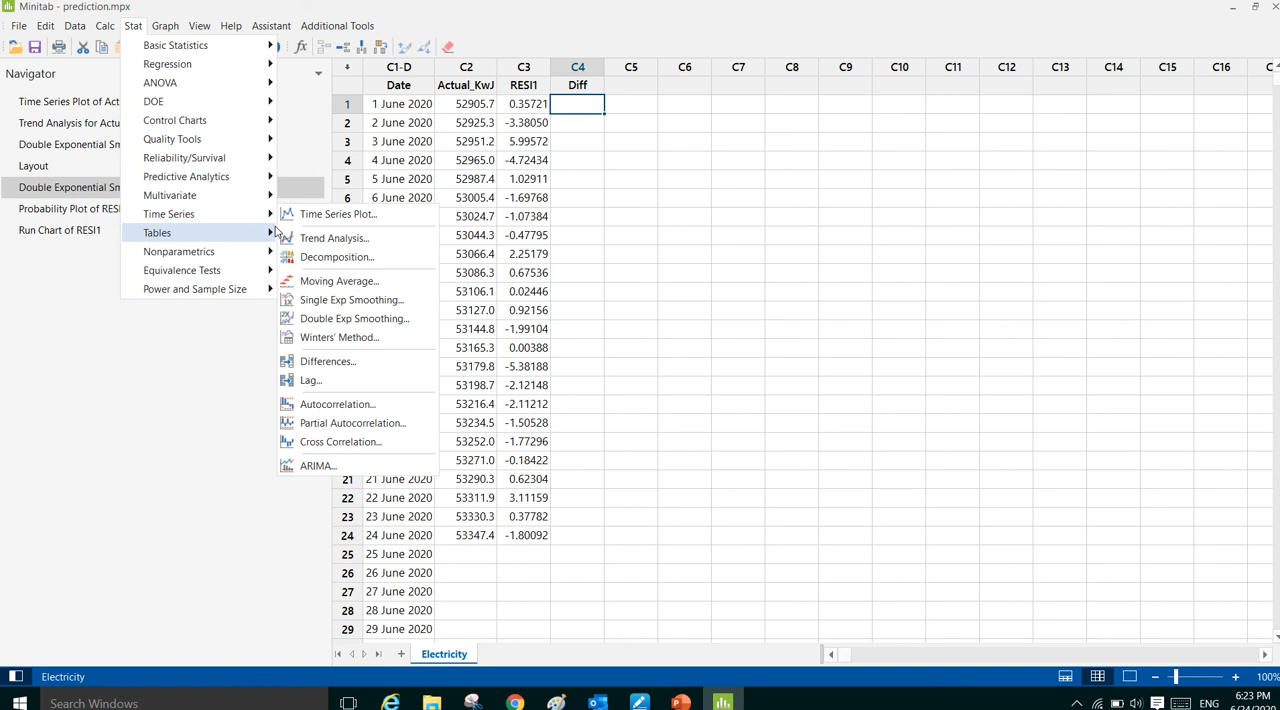 Minitab - prediction.mpx
File Edit Data Calc Stat Graph View Help Assistant Additional Tools
Navigator
Time Series Plot of Act
Trend Analysis for Actu
Double Exponential Sm
Layout
Double Exponential Sm
Probability Plot of RESI
Run Chart of RESI1
Basic Statistics
Regression
ANOVA
DOE
Control Charts
Quality Tools
Reliability/Survival
Predictive Analytics
Multivariate
Time Series
Tables
Nonparametrics
Equivalence Tests
Power and Sample Size
Time Series Plot...
Trend Analysis...
Decomposition...
Moving Average...
Single Exp Smoothing...
Double Exp Smoothing...
Winters' Method...
Differences...
Lag...
Autocorrelation...
Partial Autocorrelation...
Cross Correlation...
ARIMA...
C1-D C2 C3 C4 C5 C6 C7 C8 C9 C10 C11 C12 C13 C14 C15 C16
Date Actual_KwJ RESI1 Diff
1 1 June 2020 52905.7 0.35721
2 2 June 2020 52925.3 -3.38050
3 3 June 2020 52951.2 5.99572
4 4 June 2020 52965.0 -4.72434
5 5 June 2020 52987.4 1.02911
6 6 June 2020 53005.4 -1.69768
53024.7 -1.07384
53044.3 -0.47795
53066.4 2.25179
53086.3 0.67536
53106.1 0.02446
53127.0 0.92156
53144.8 -1.99104
53165.3 0.00388
53179.8 -5.38188
53198.7 -2.12148
53216.4 -2.11212
53234.5 -1.50528
53252.0 -1.77296
53271.0 -0.18422
21 21 June 2020 53290.3 0.62304
22 22 June 2020 53311.9 3.11159
23 23 June 2020 53330.3 0.37782
24 24 June 2020 53347.4 -1.80092
25 25 June 2020
26 26 June 2020
27 27 June 2020
28 28 June 2020
29 29 June 2020
Electricity
Electricity
100%
Search Windows
ENG
6:23 PM
6/24/2020